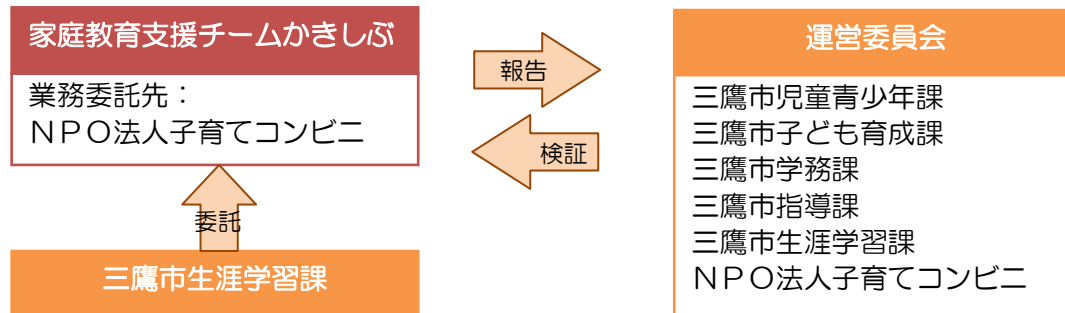 家庭教育支援チームかきしぶ
業務委託先：
ＮＰＯ法人子育てコンビニ
委託
三鷹市生涯学習課
報告
検証
運営委員会
三鷹市児童青少年課
三鷹市子ども育成課
三鷹市学務課
三鷹市指導課
三鷹市生涯学習課
ＮＰＯ法人子育てコンビニ